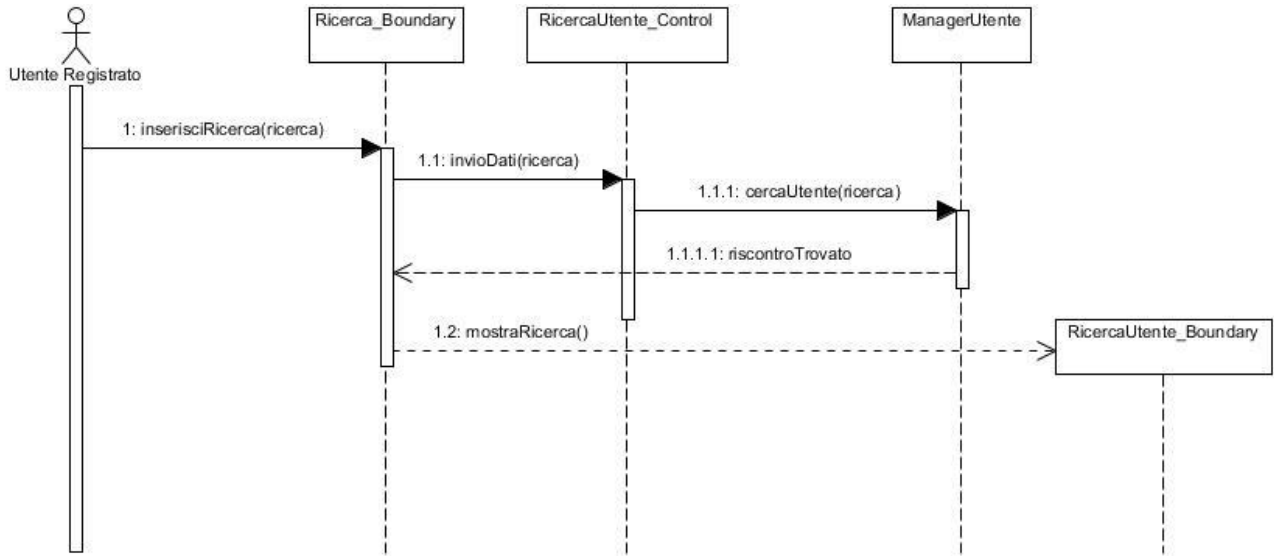 Ricerca_Boundary
RicercaUtente_Control
ManagerUtente
Utente Registrato
1: inserisciRicerca(ricerca)
1.1: invioDati(ricerca)
1.1.1: cercaUtente(ricerca)
1.1.1.1: riscontroTrovato
1.2: mostraRicerca()
RicercaUtente_Boundary